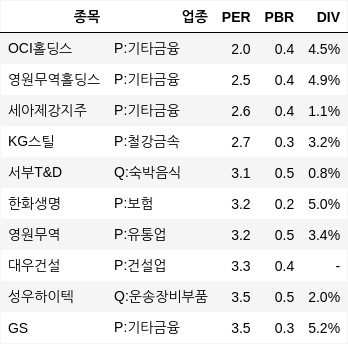 종목 업종 PER PBR DIV
OCI홀딩스 P:기타금융 2.0 0.4 4.5%
영원무역홀딩스 P:기타금융 2.5 0.4 4.9%
세아제강지주 P:기타금융 2.6 0.4 1.1%
KG스틸 P:철강금속 2.7 0.3 3.2%
서부T&D Q:숙박음식 3.1 0.5 0.8%
한화생명 P:보험 3.2 0.2 5.0%
영원무역 P:유통업 3.2 0.5 3.4%
대우건설 P:건설업 3.3 0.4 -
성우하이텍 Q:운송장비부품 3.5 0.5 2.0%
GS P:기타금융 3.5 0.3 5.2%